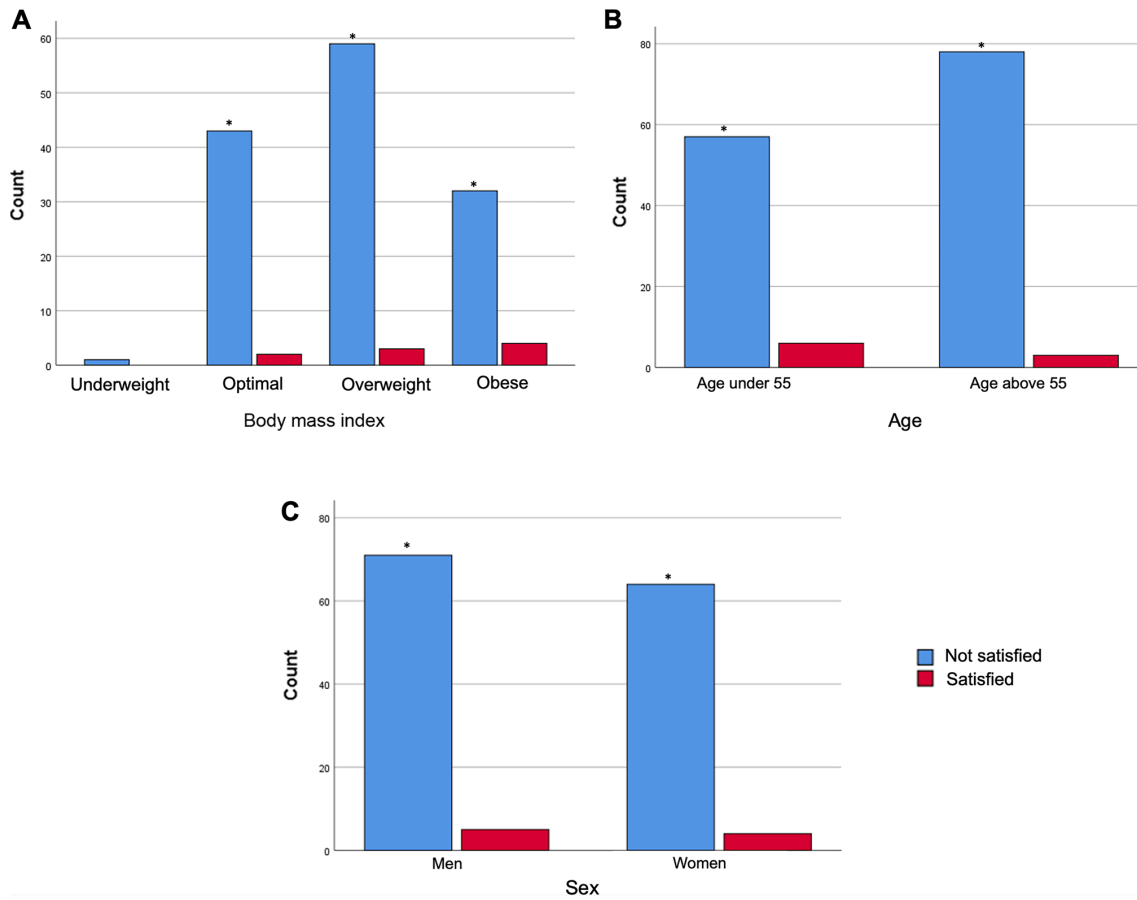 A
60
50
40
30
20
10
0
Count
*
*
*
Underweight Optimal Overweight Obese
Body mass index
B
80
60
40
20
0
Count
*
*
Age under 55 Age above 55
Age
C
80
60
40
20
0
Count
*
*
Men Women
Sex
Not satisfied
Satisfied